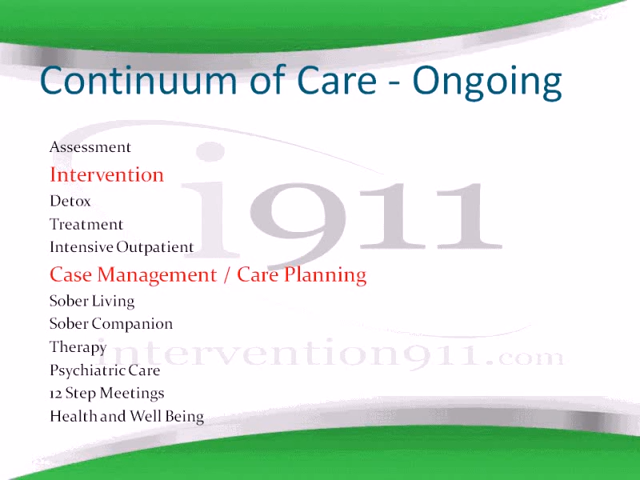 Continuum of Care - Ongoing
Assessment
Intervention
Detox
Treatment
Intensive Outpatient
Case Management / Care Planning
Sober Living
Sober Companion
Therapy
Psychiatric Care
12 Step Meetings
Health and Well Being
i911
intervention911.com